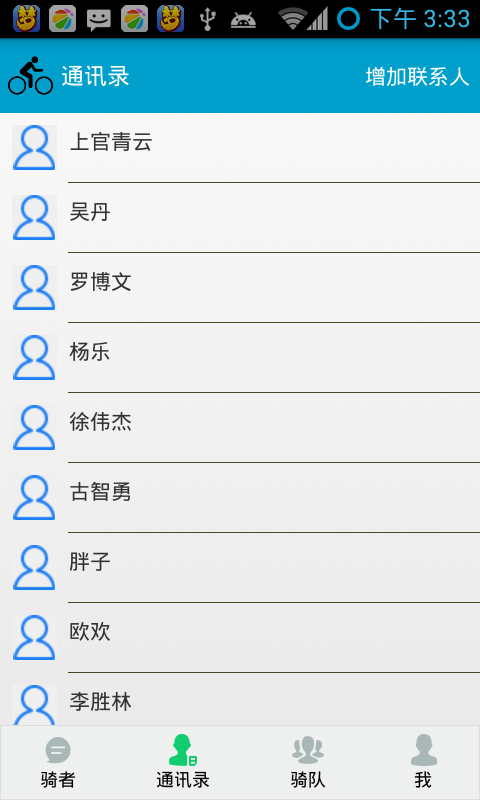 下午 3:33
通讯录
增加联系人
上官青云
吴丹
罗博文
杨乐
徐伟杰
古智勇
胖子
欧欢
李胜林
骑者
通讯录
骑队
我